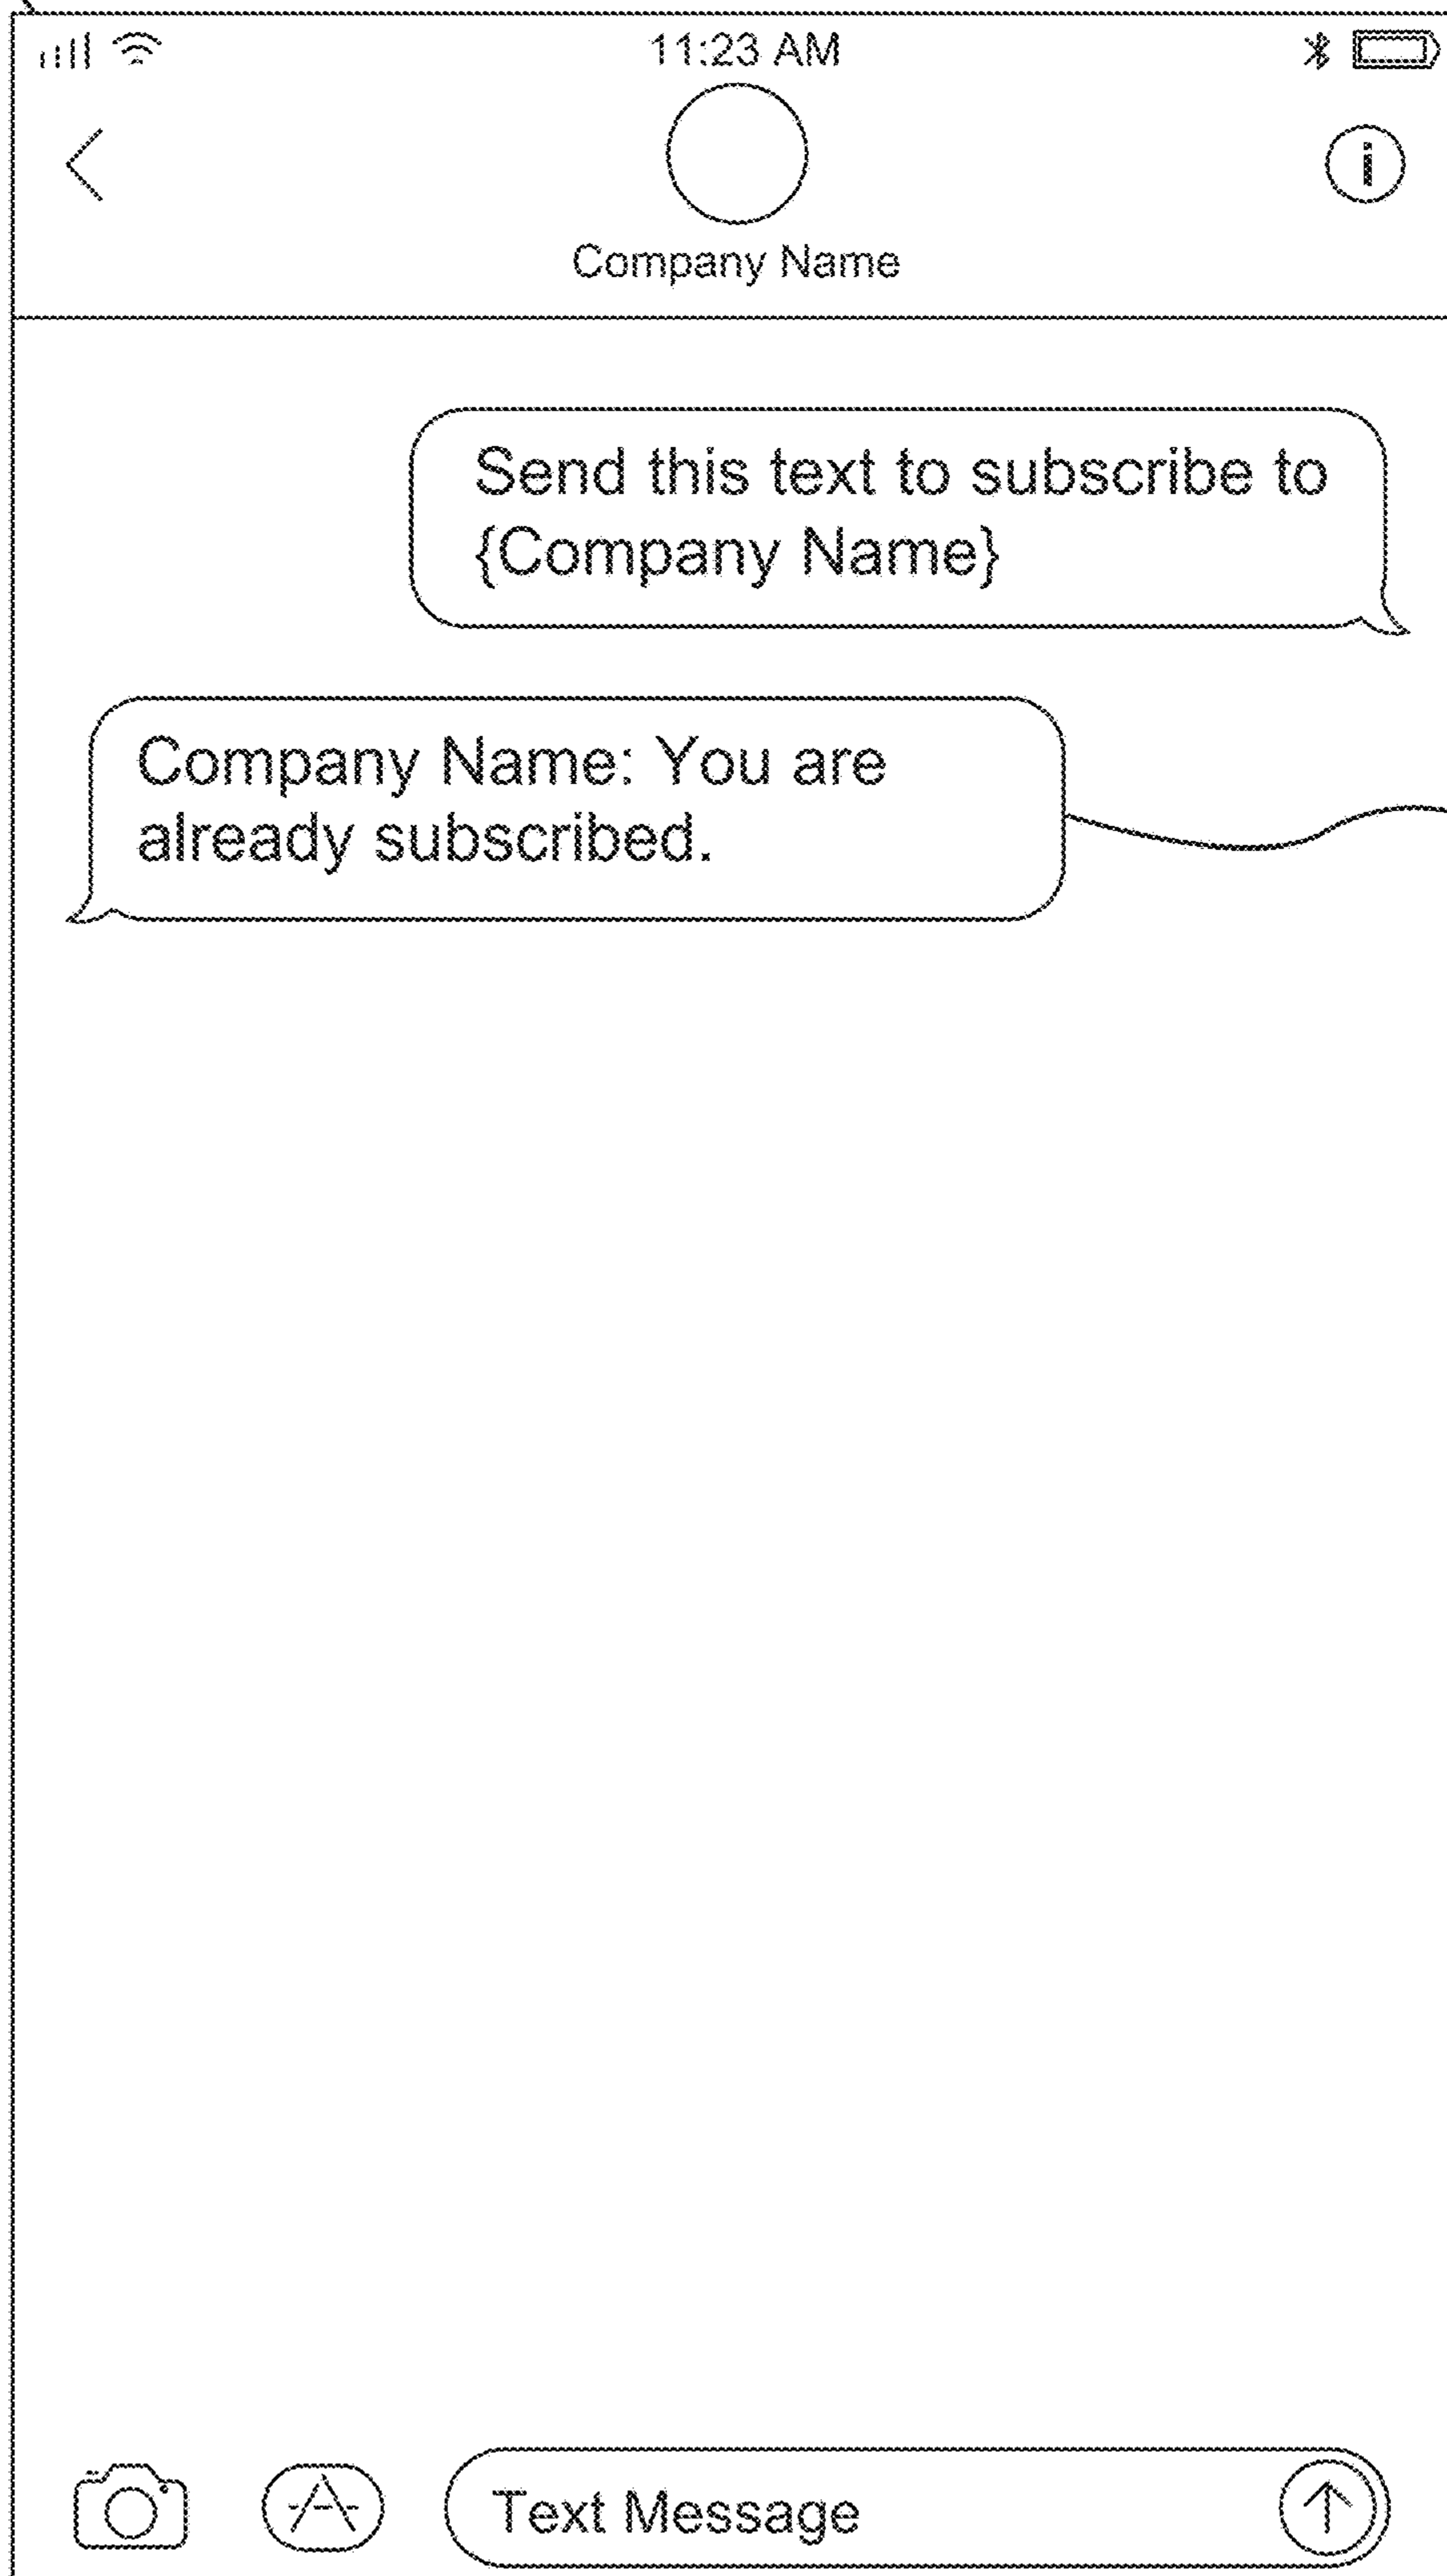 11:23 AM
i
Company Name
Send this text to subscribe to
{Company Name}
Company Name: You are
already subscribed.
Text Message